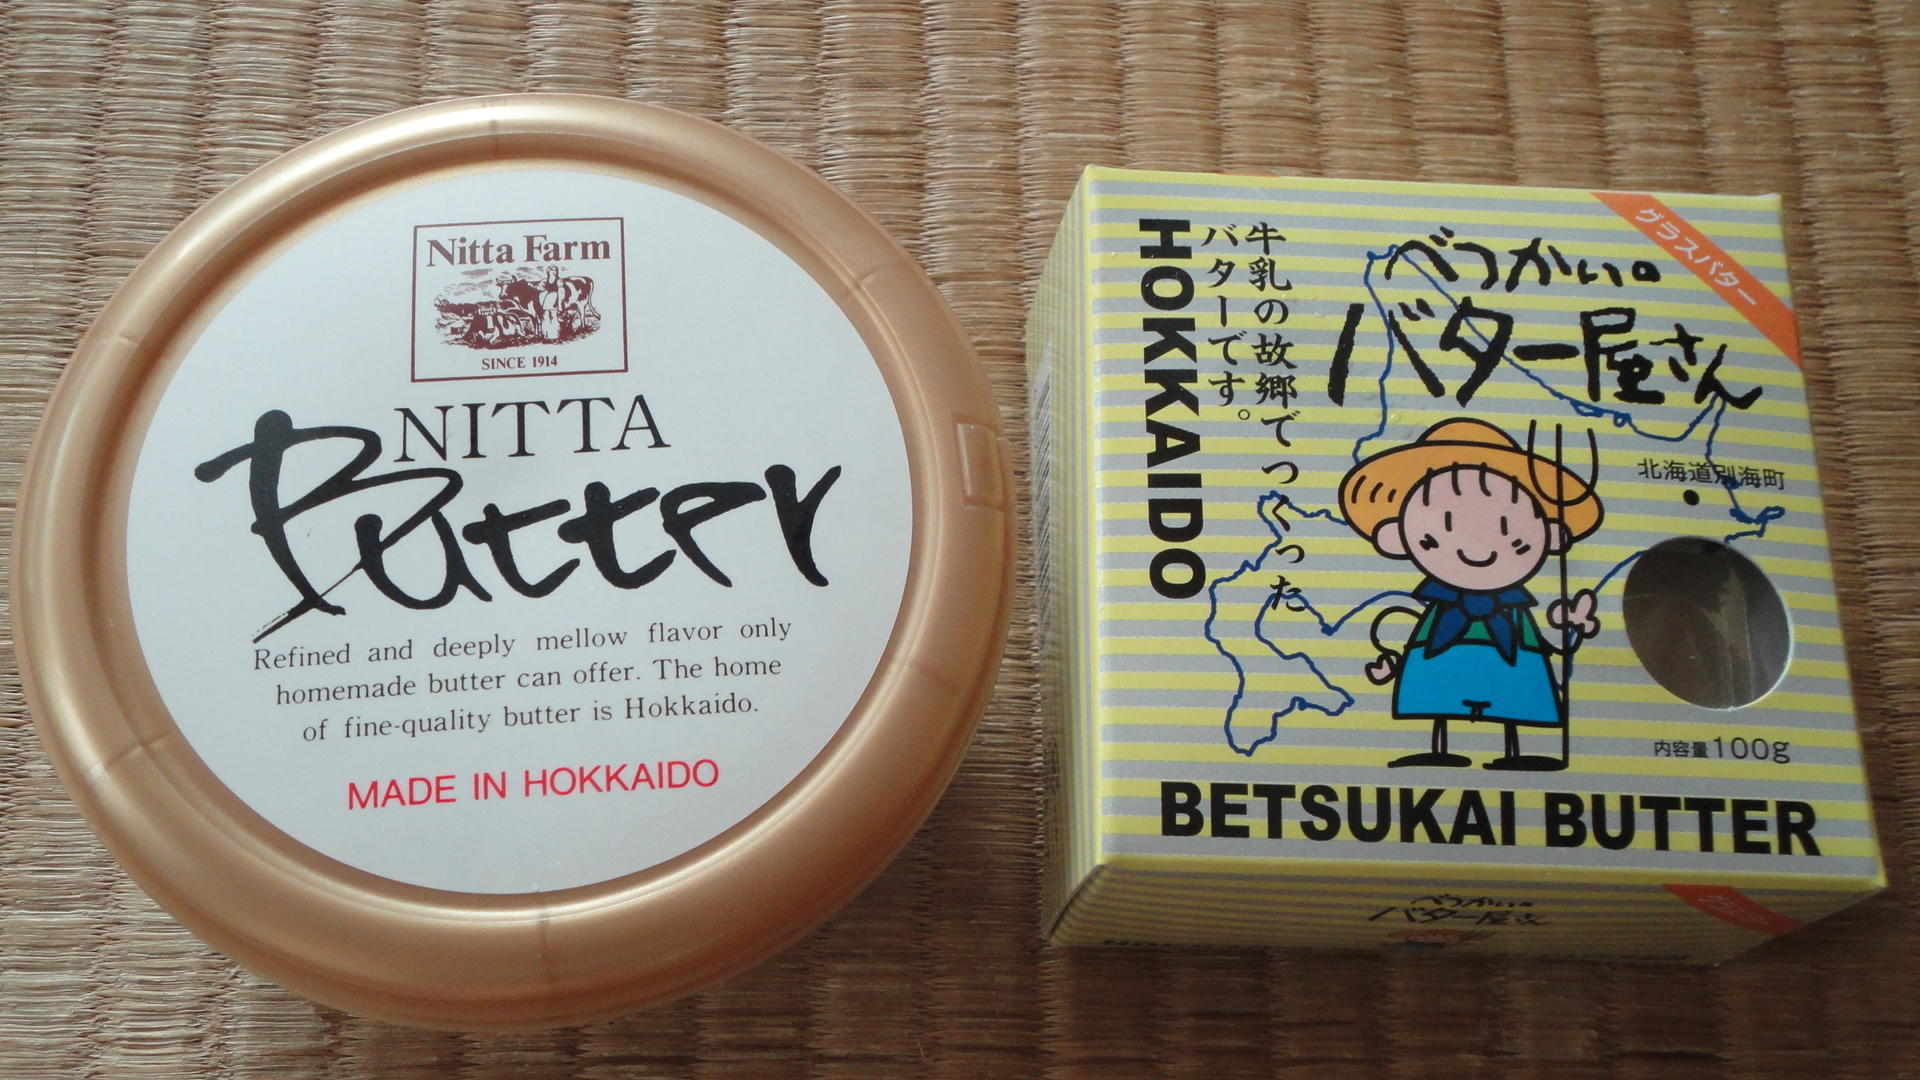 Nitta Farm
SINCE 1914
NITTA
Butter
Refined and deeply mellow flavor only
homemade butter can offer. The home
of fine-quality butter is Hokkaido.
MADE IN HOKKAIDO
グラスバター
べつかい。
バター屋さん
牛乳の故郷でつくった
バターです。
HOKKAIDO
北海道別海町
内容量100g
BETSUKAI BUTTER
べつかい。
バター屋さん